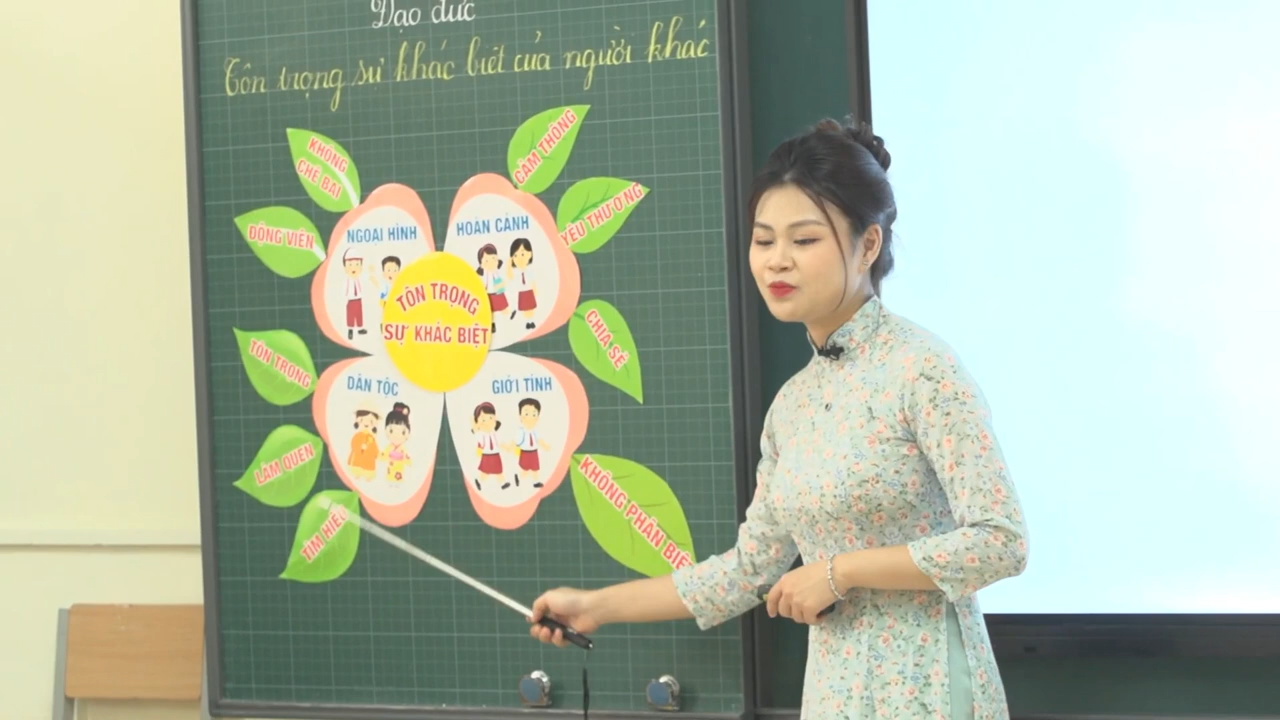 Đạo đức
Tôn trọng sự khác biệt của người khác
KHÔNG
CHÊ BAI
CẢM THÔNG
ĐỘNG VIÊN
YÊU THƯƠNG
NGOẠI HÌNH
HOÀN CẢNH
TÔN TRỌNG
SỰ KHÁC BIỆT
TÔN TRỌNG
CHIA SẺ
DÂN TỘC
GIỚI TÍNH
LÀM QUEN
TÌM HIỂU
KHÔNG PHÂN BIỆ